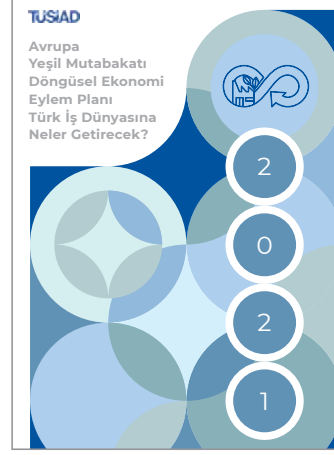 TÜSİAD
Avrupa
Yeşil Mutabakatı
Döngüsel Ekonomi
Eylem Planı
Türk İş Dünyasına
Neler Getirecek?
2
0
2
1